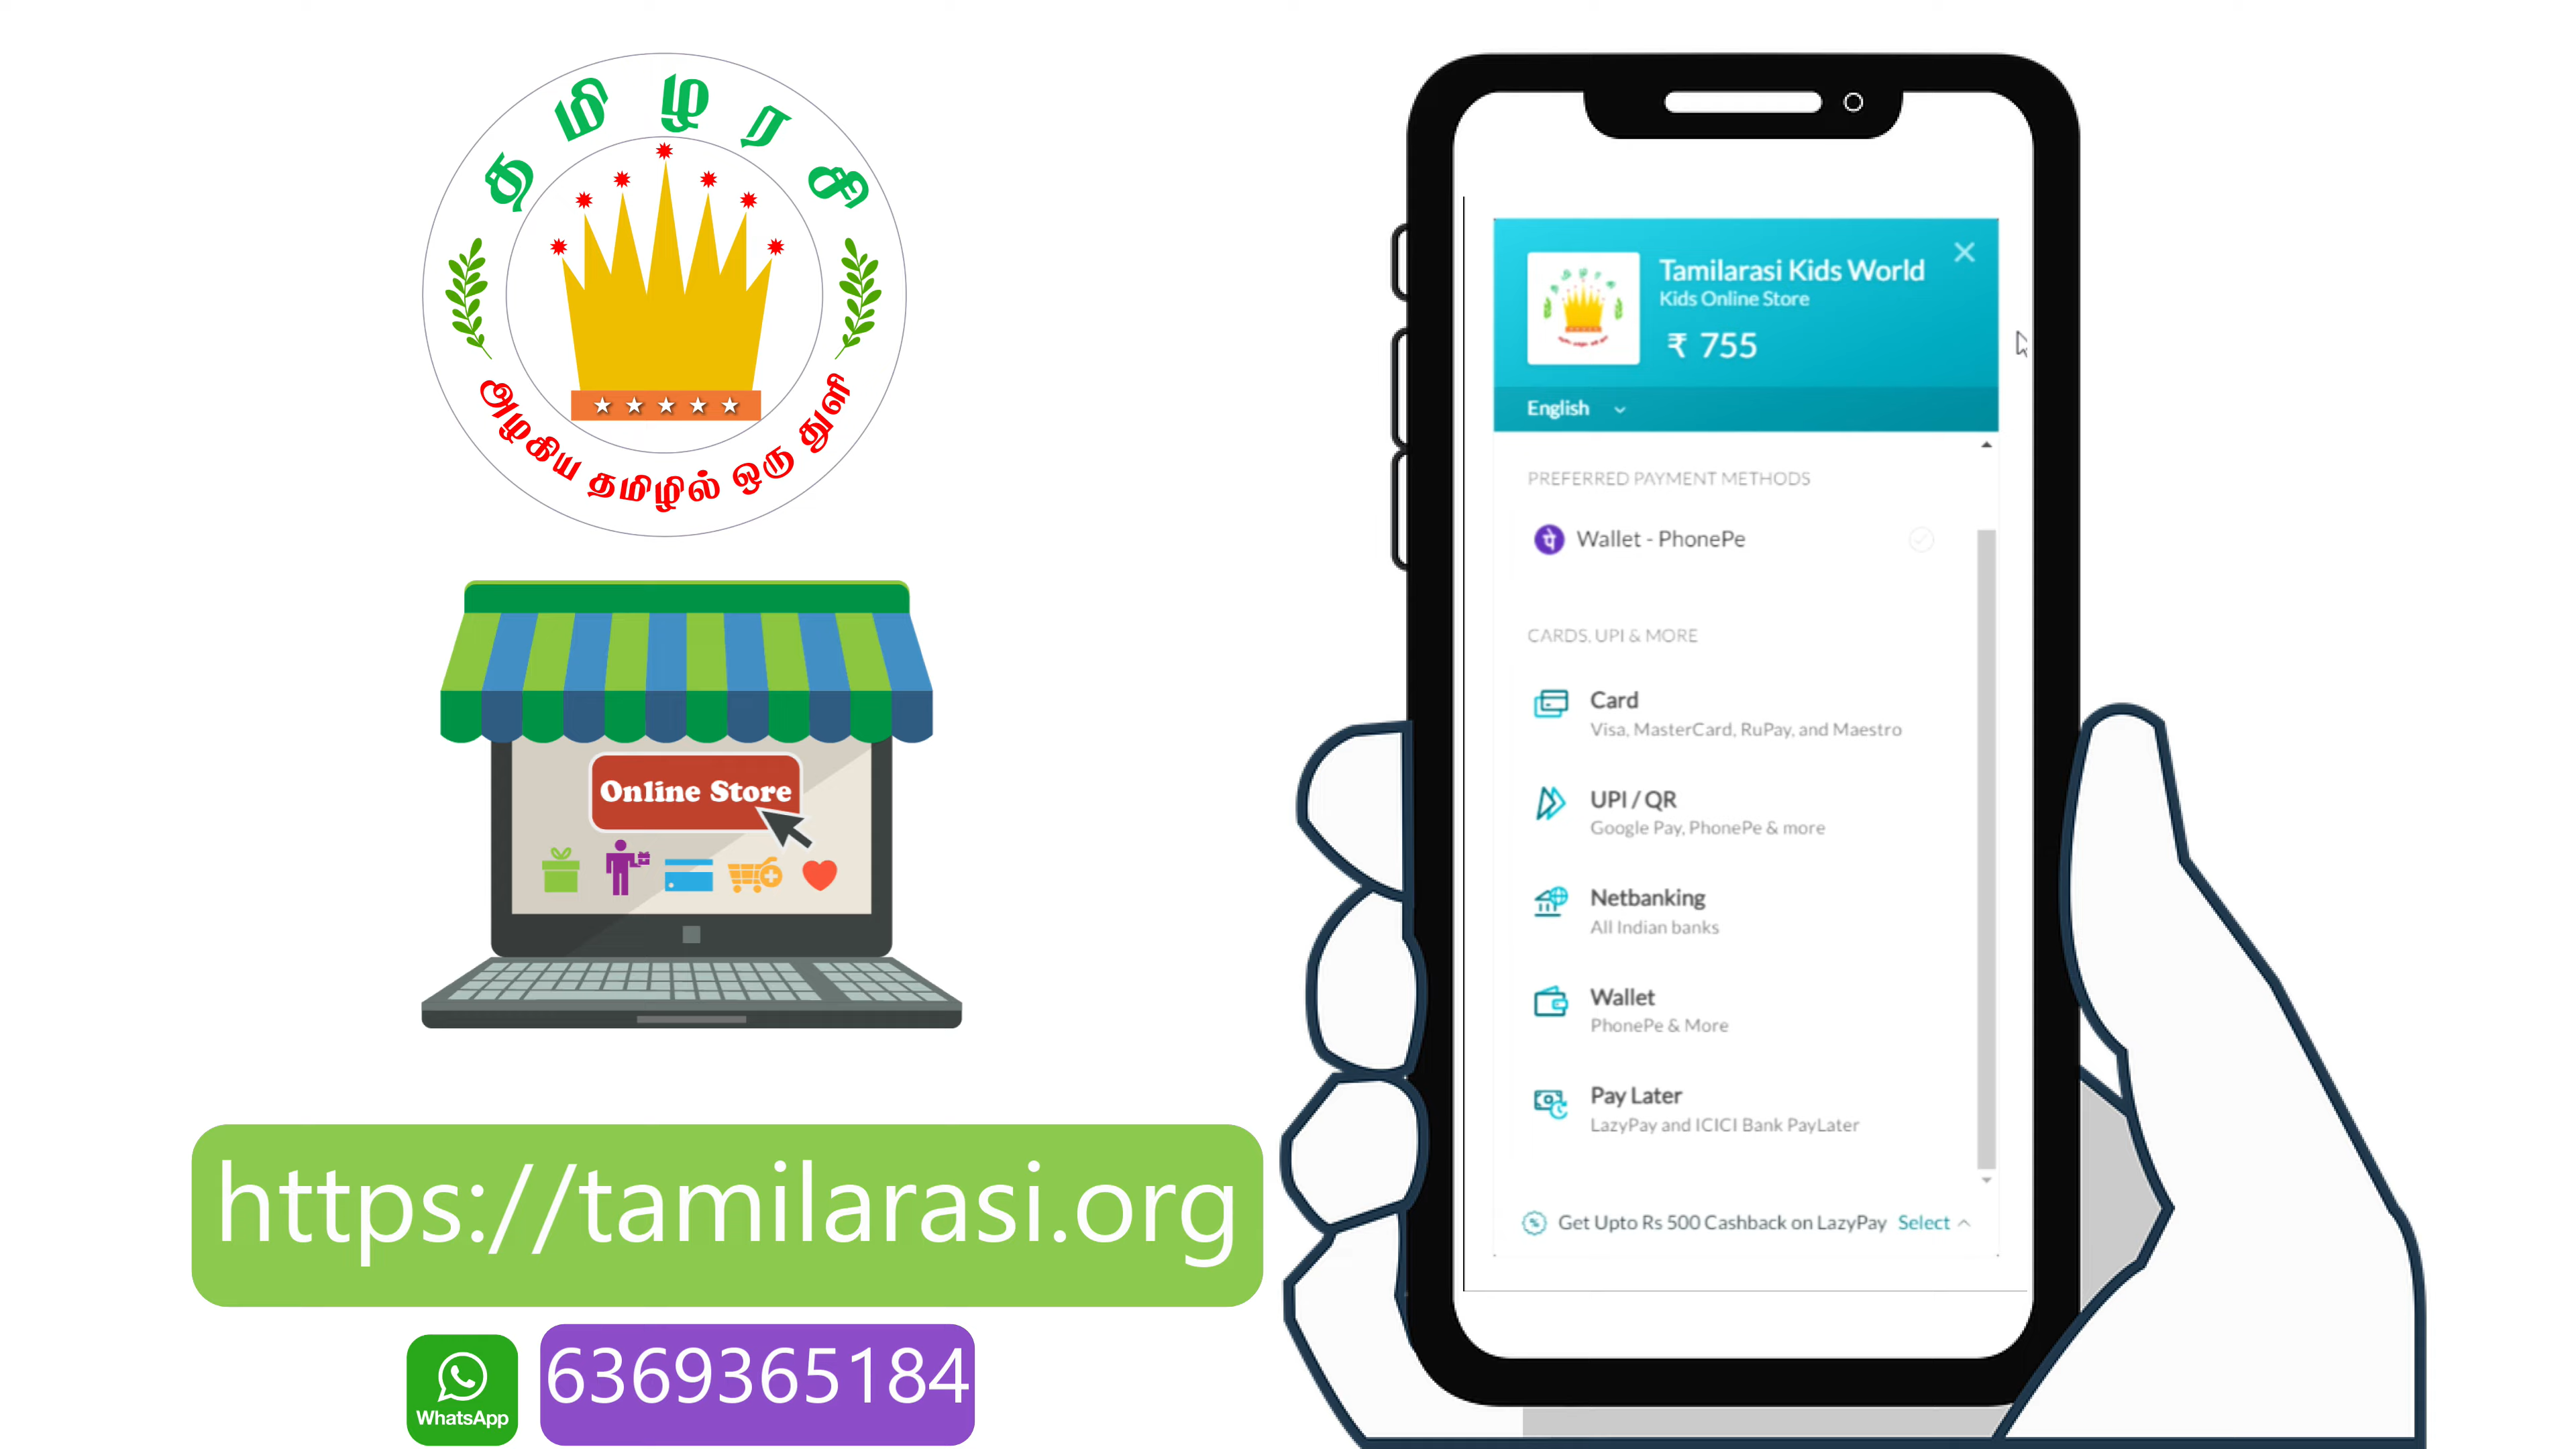 தமிழரசி
அழகிய தமிழில் ஒரு துளி
Online Store
https://tamilarasi.org
WhatsApp
6369365184
Tamilarasi Kids World
Kids Online Store
₹ 755
English
PREFERRED PAYMENT METHODS
पे Wallet - PhonePe
CARDS, UPI & MORE
Card
Visa, MasterCard, RuPay, and Maestro
UPI / QR
Google Pay, PhonePe & more
Netbanking
All Indian banks
Wallet
PhonePe & More
Pay Later
LazyPay and ICICI Bank PayLater
Get Upto Rs 500 Cashback on LazyPay Select